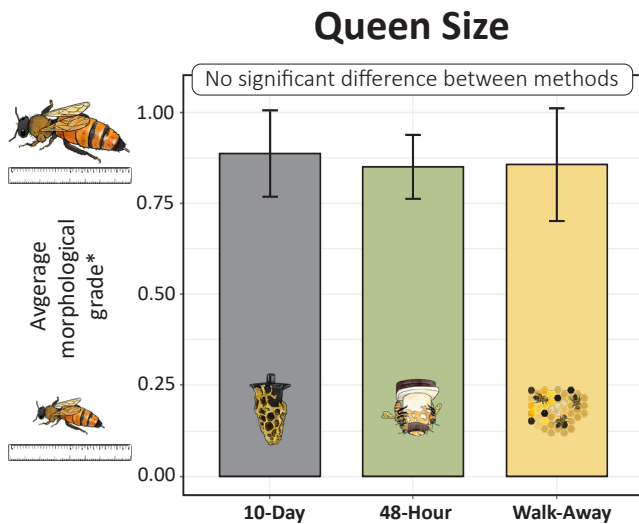 Queen Size
No significant difference between methods
1.00
0.75
0.50
0.25
0.00
Avgerage
morphological
grade*
10-Day
48-Hour
Walk-Away